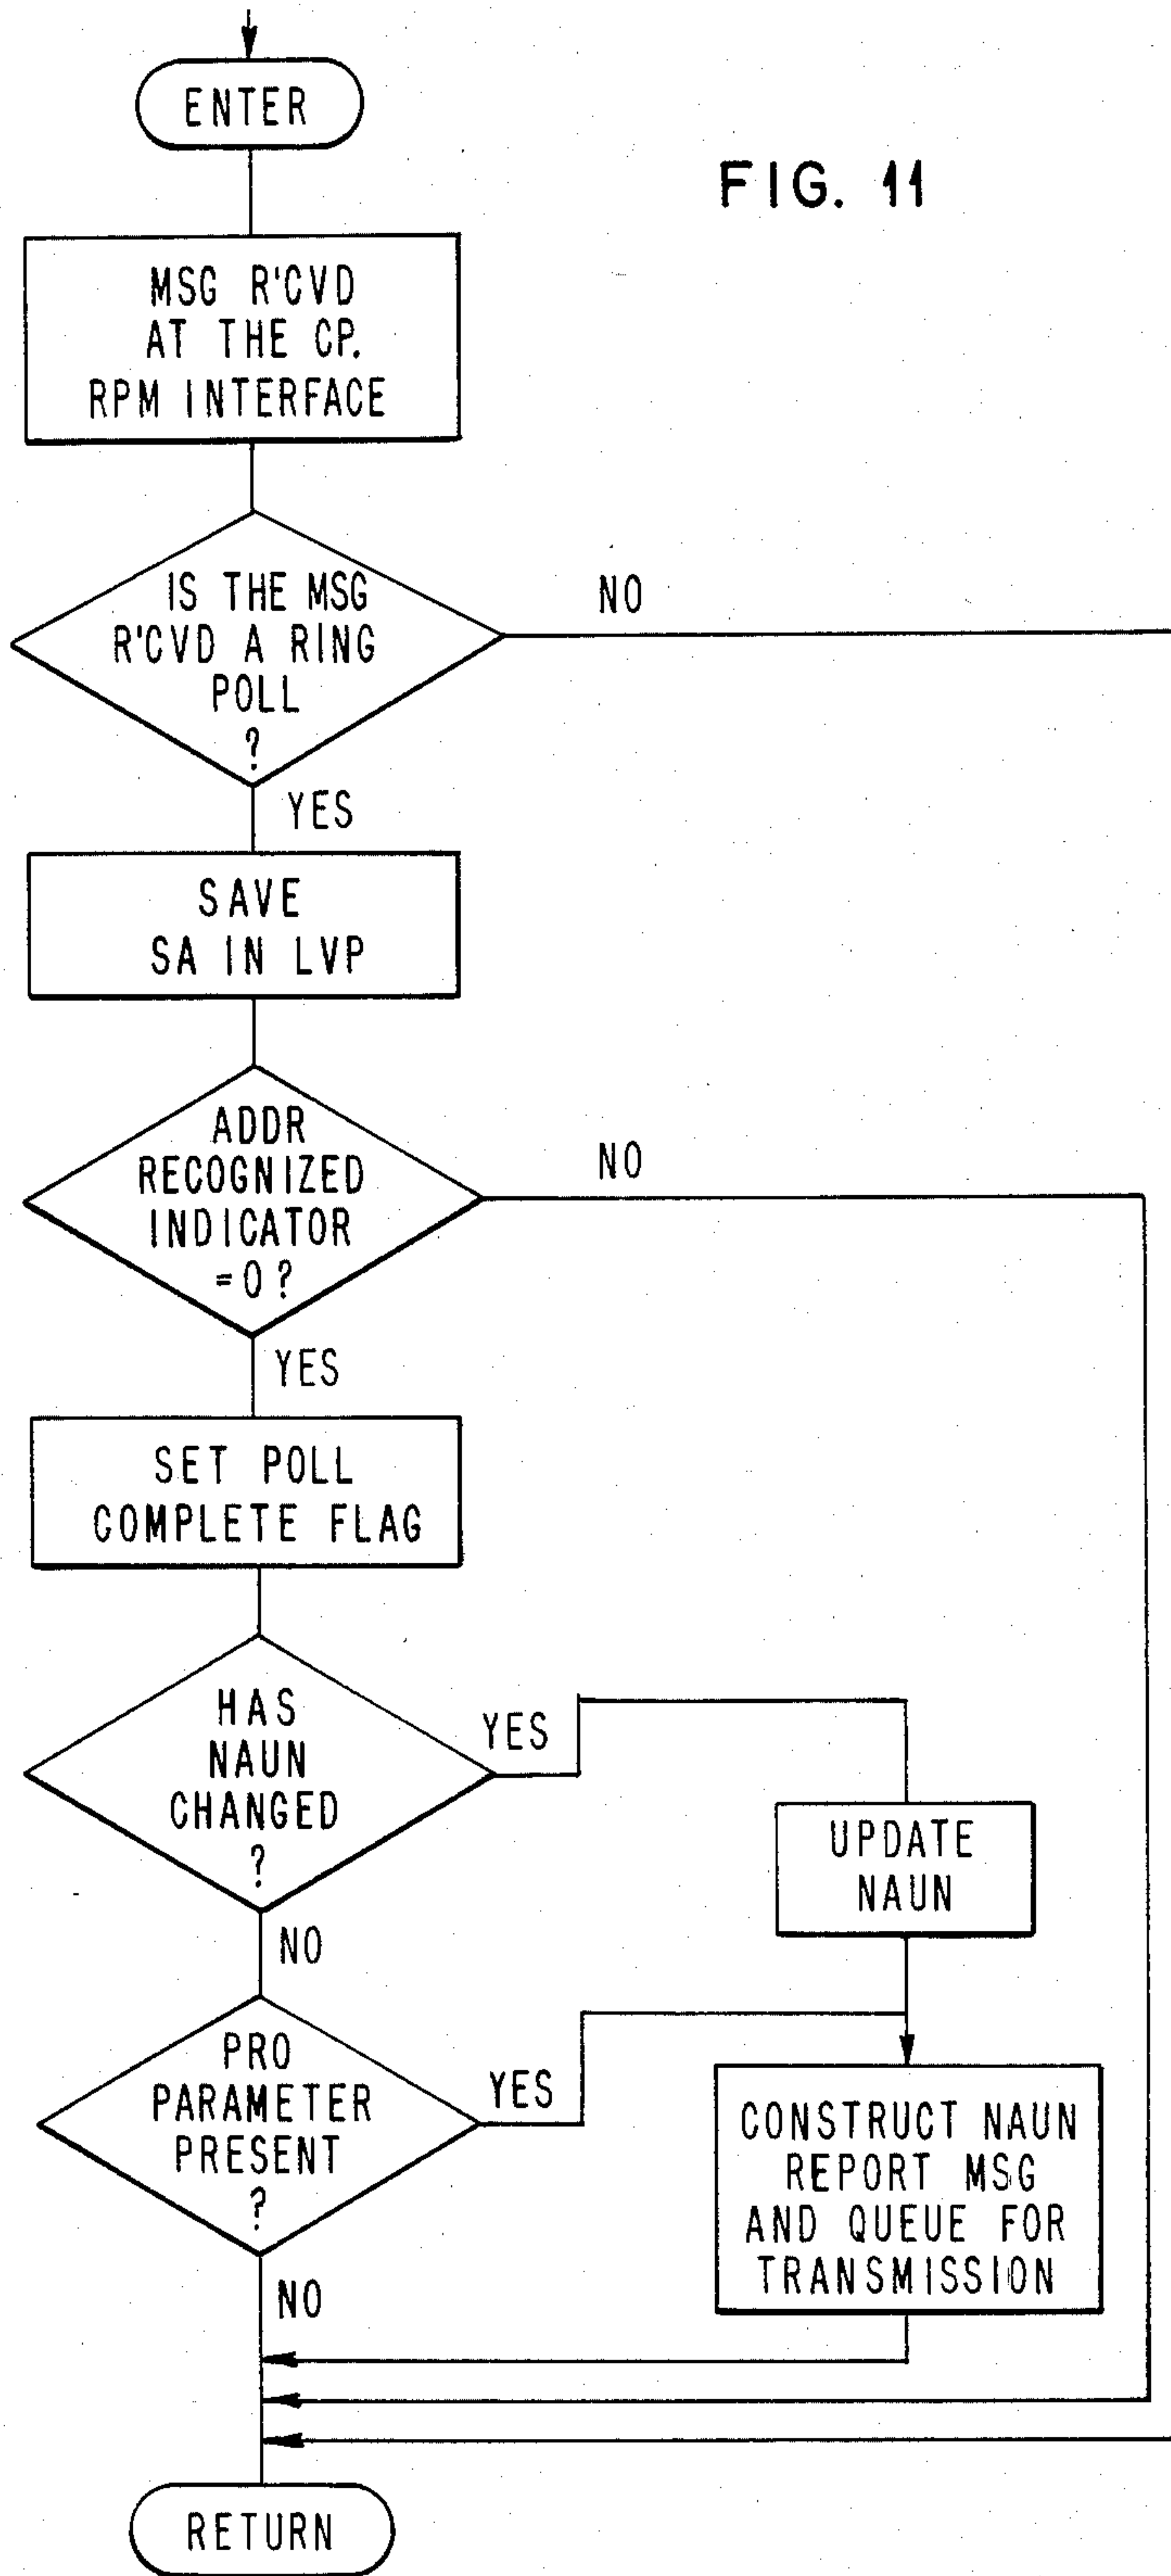 ENTER
FIG. 11
MSG R'CVD
AT THE CP.
RPM INTERFACE
IS THE MSG
R'CVD A RING
POLL
?
NO
YES
SAVE
SA IN LVP
ADDR
RECOGNIZED
INDICATOR
=0?
NO
YES
SET POLL
COMPLETE FLAG
HAS
NAUN
CHANGED
?
YES
UPDATE
NAUN
NO
PRO
PARAMETER
PRESENT
?
YES
CONSTRUCT NAUN
REPORT MSG
AND QUEUE FOR
TRANSMISSION
NO
RETURN